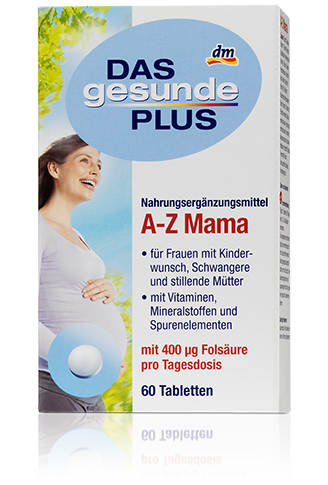 dm
DAS
gesunde
PLUS
Nahrungsergänzungsmittel
A-Z Mama
• für Frauen mit Kinder-
wunsch, Schwangere
und stillende Mütter
• mit Vitaminen,
Mineralstoffen und
Spurenelementen
mit 400 µg Folsäure
pro Tagesdosis
60 Tabletten